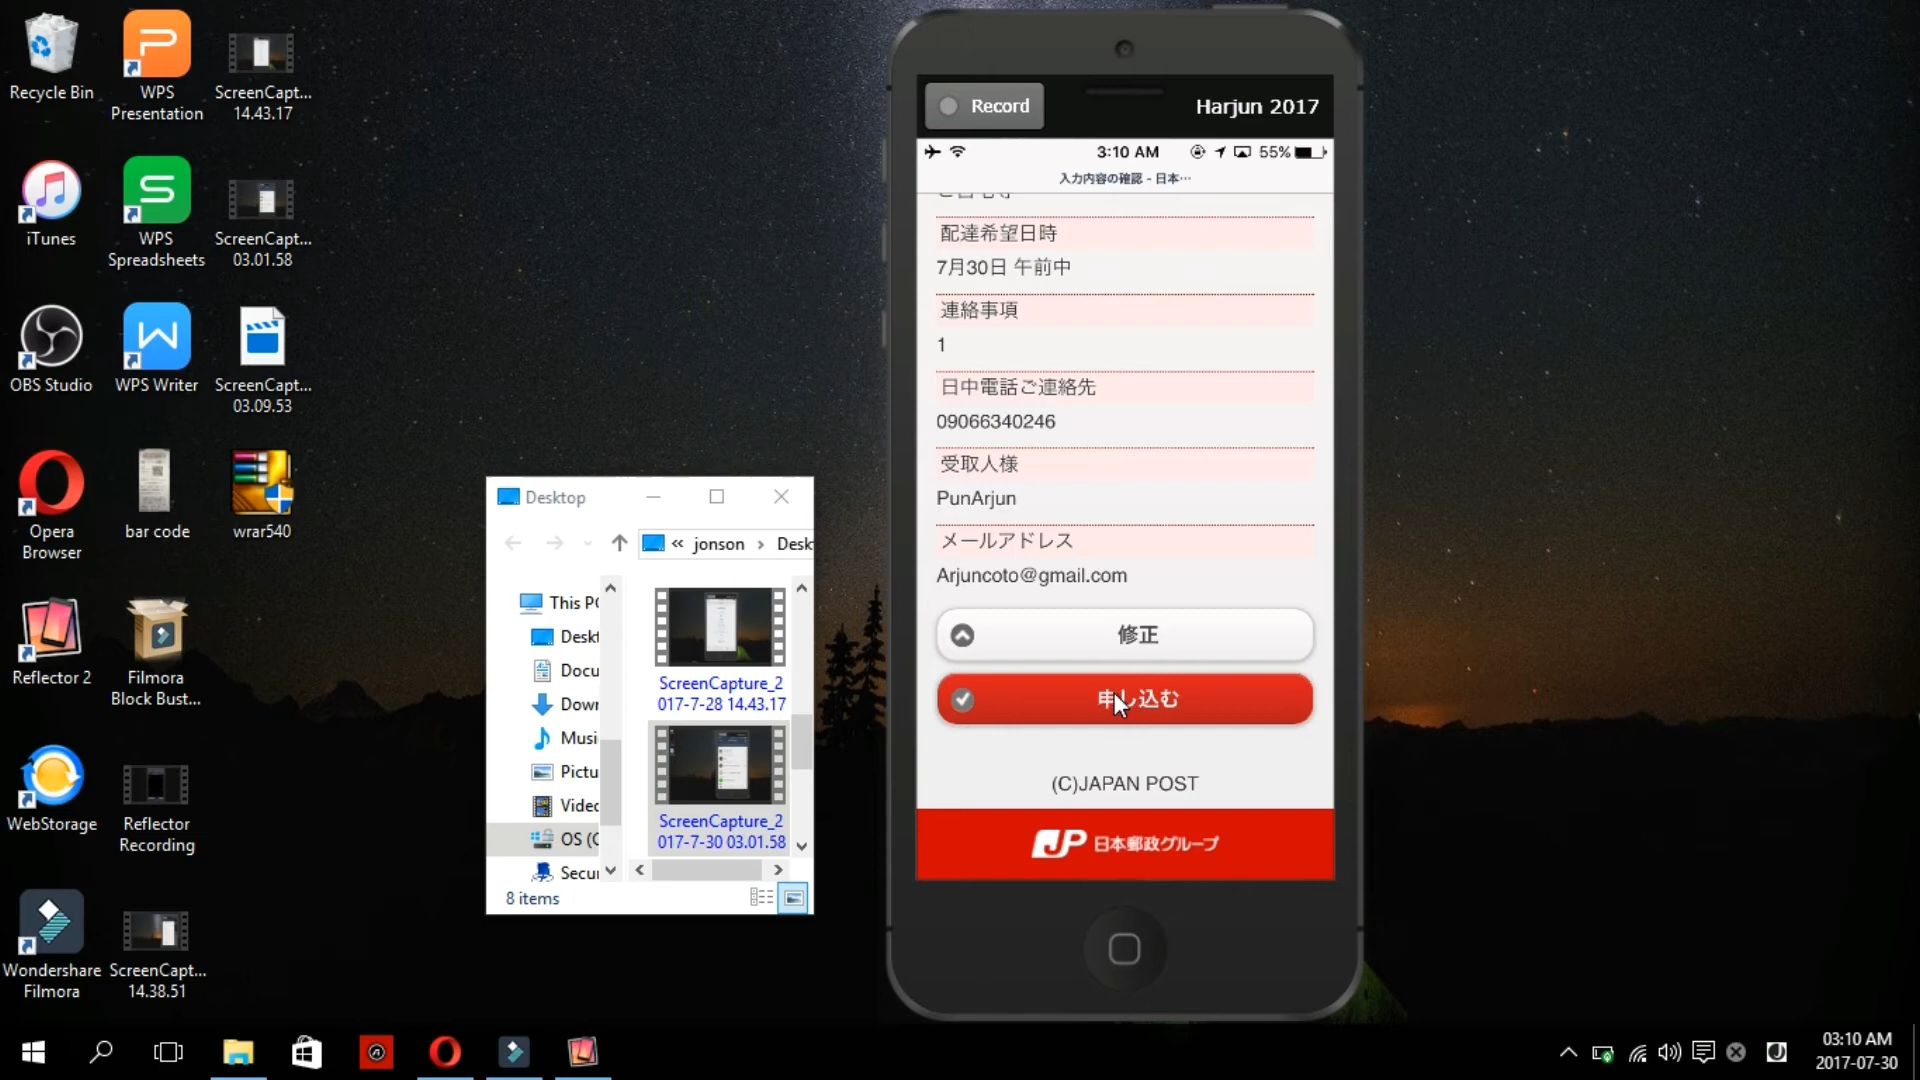 Recycle Bin
WPS
Presentation
ScreenCapt...
14.43.17
iTunes
WPS
Spreadsheets
ScreenCapt...
03.01.58
OBS Studio
WPS Writer
ScreenCapt...
03.09.53
Opera
Browser
bar code
wrar540
Reflector 2
Filmora
Block Bust...
WebStorage
Reflector
Recording
Wondershare
Filmora
ScreenCapt...
14.38.51
Desktop
« jonson › Desk
This PC
Deskt
Docu
Down
Musi
Pictu
Videc
OS (C
Secur
ScreenCapture_2
017-7-28 14.43.17
ScreenCapture_2
017-7-30 03.01.58
8 items
Record
Harjun 2017
3:10 AM
55%
入力内容の確認 - 日本…
配達希望日時
7月30日 午前中
連絡事項
1
日中電話ご連絡先
09066340246
受取人様
PunArjun
メールアドレス
Arjuncoto@gmail.com
修正
申し込む
(C)JAPAN POST
JP 日本郵政グループ
03:10 AM
2017-07-30